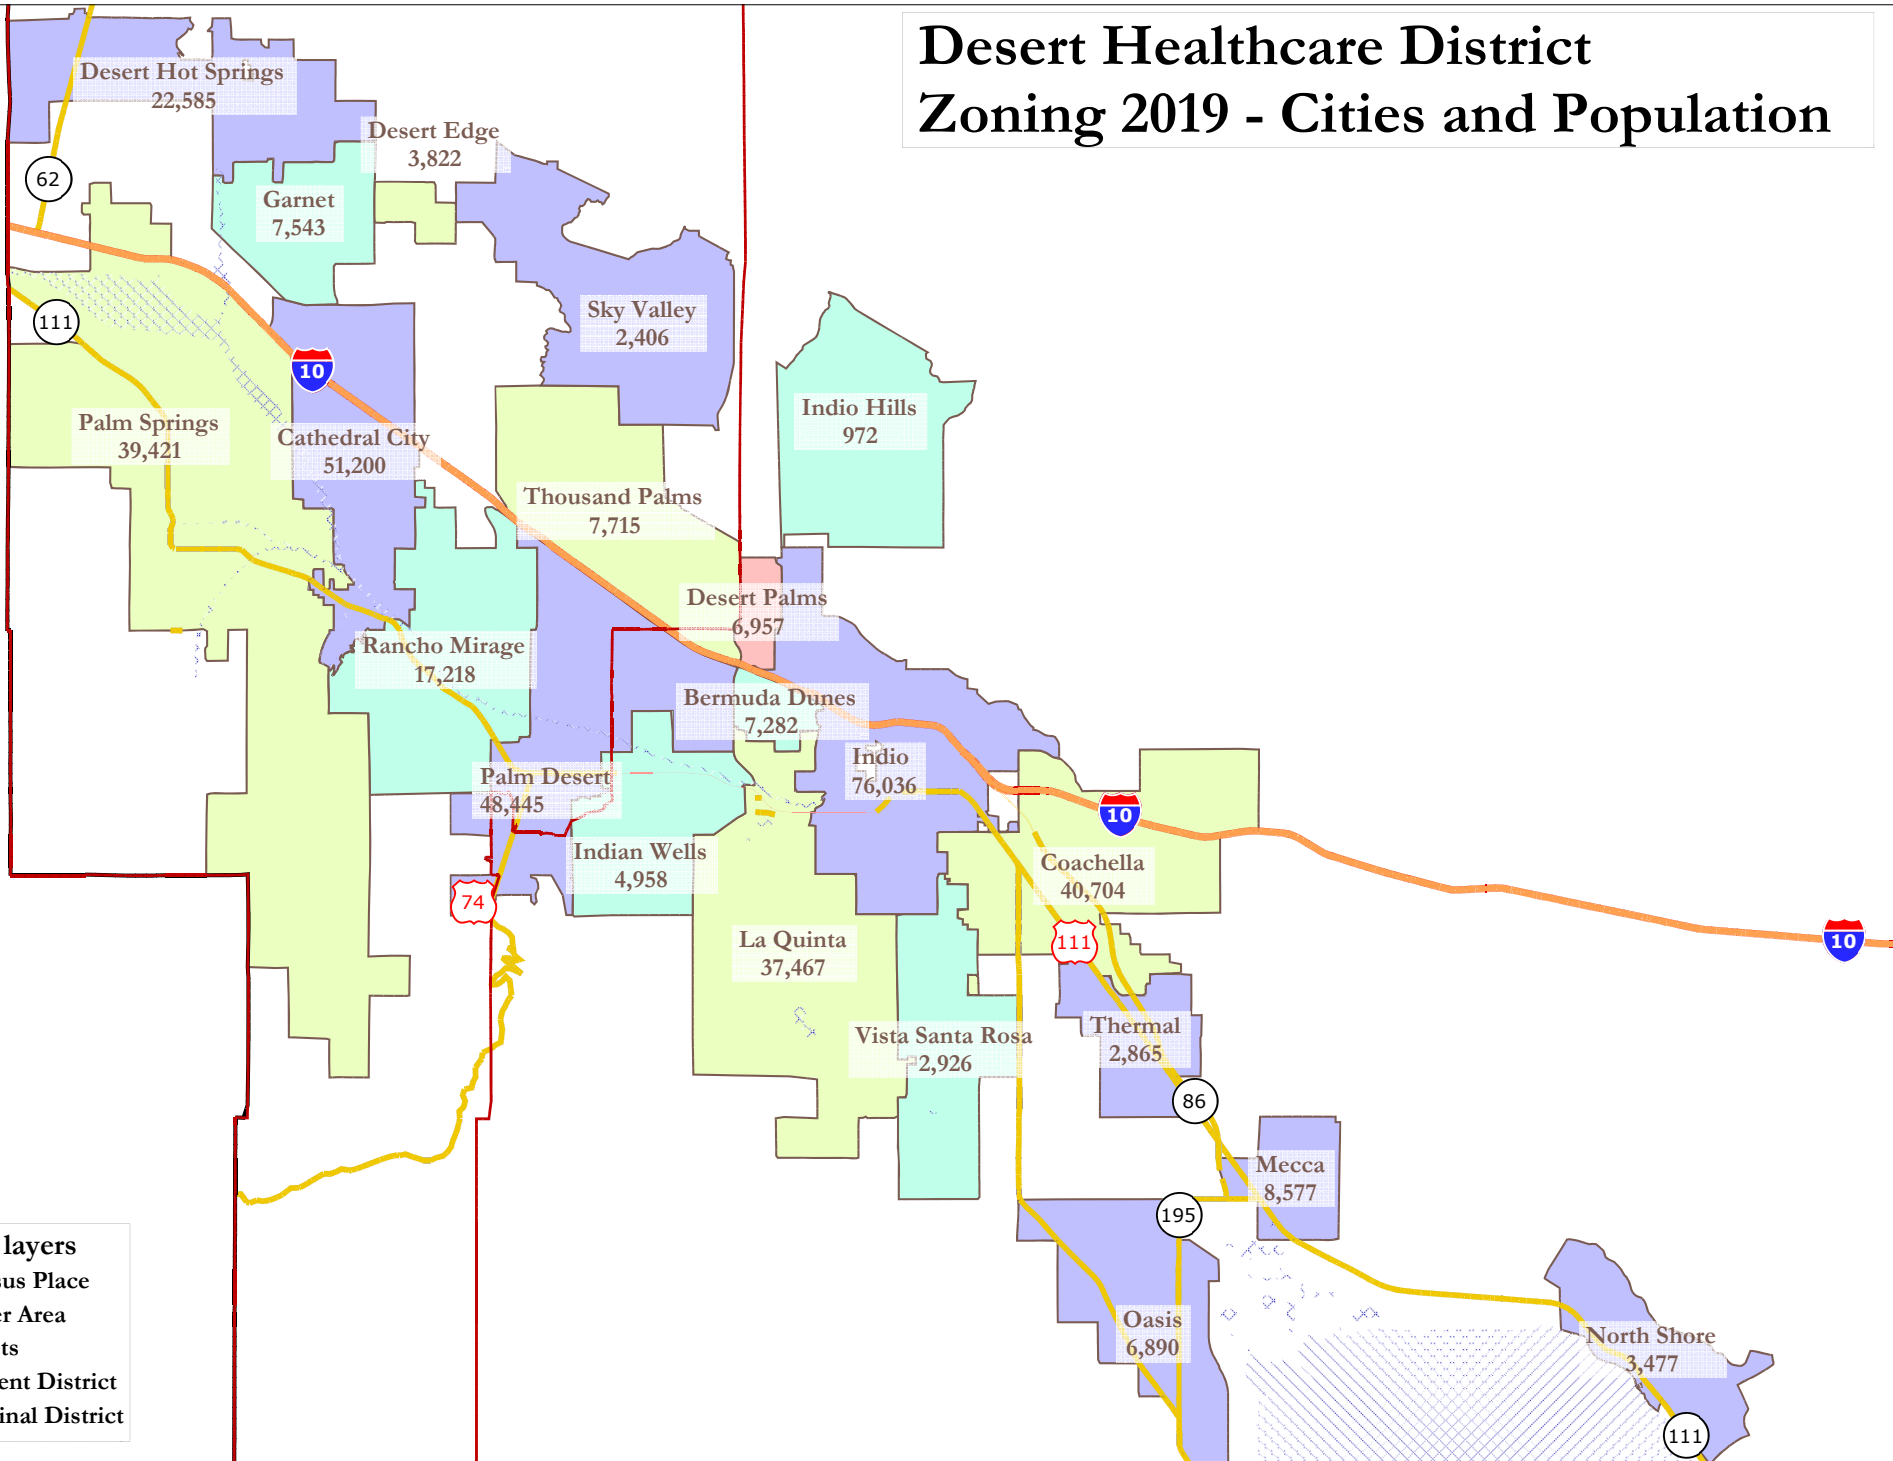 Desert Healthcare District
Zoning 2019 - Cities and Population
Desert Hot Springs
22,585
Desert Edge
3,822
62
Garnet
7,543
Sky Valley
2,406
111
10
Indio Hills
972
Palm Springs
39,421
Cathedral City
51,200
Thousand Palms
7,715
Desert Palms
6,957
Rancho Mirage
17,218
Bermuda Dunes
7,282
Indio
76,036
Palm Desert
48,445
10
Indian Wells
4,958
Coachella
40,704
74
La Quinta
37,467
111
10
Vista Santa Rosa
2,926
Thermal
2,865
86
Mecca
8,577
195
Oasis
6,890
North Shore
3,477
111
layers
sus Place
er Area
ts
ent District
inal District